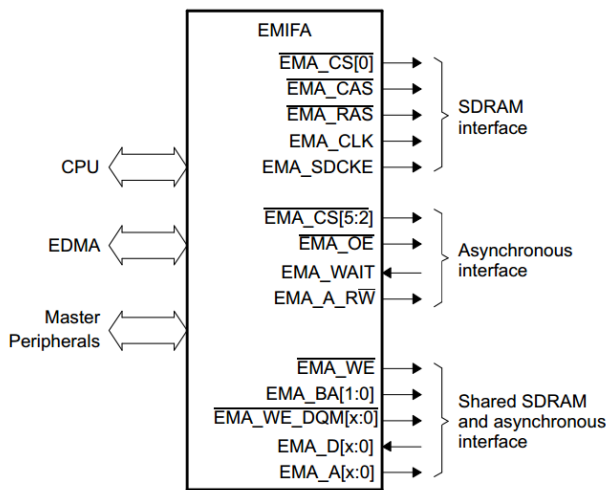 EMIFA
EMA_CS[0]
EMA_CAS
EMA_RAS
EMA_CLK
EMA_SDCKE
SDRAM
interface
CPU
EMA_CS[5:2]
EMA_OE
EMA_WAIT
EMA_A_RW̅
Asynchronous
interface
EDMA
Master
Peripherals
EMA_WE
EMA_BA[1:0]
EMA_WE_DQM[x:0]
EMA_D[x:0]
EMA_A[x:0]
Shared SDRAM
and asynchronous
interface